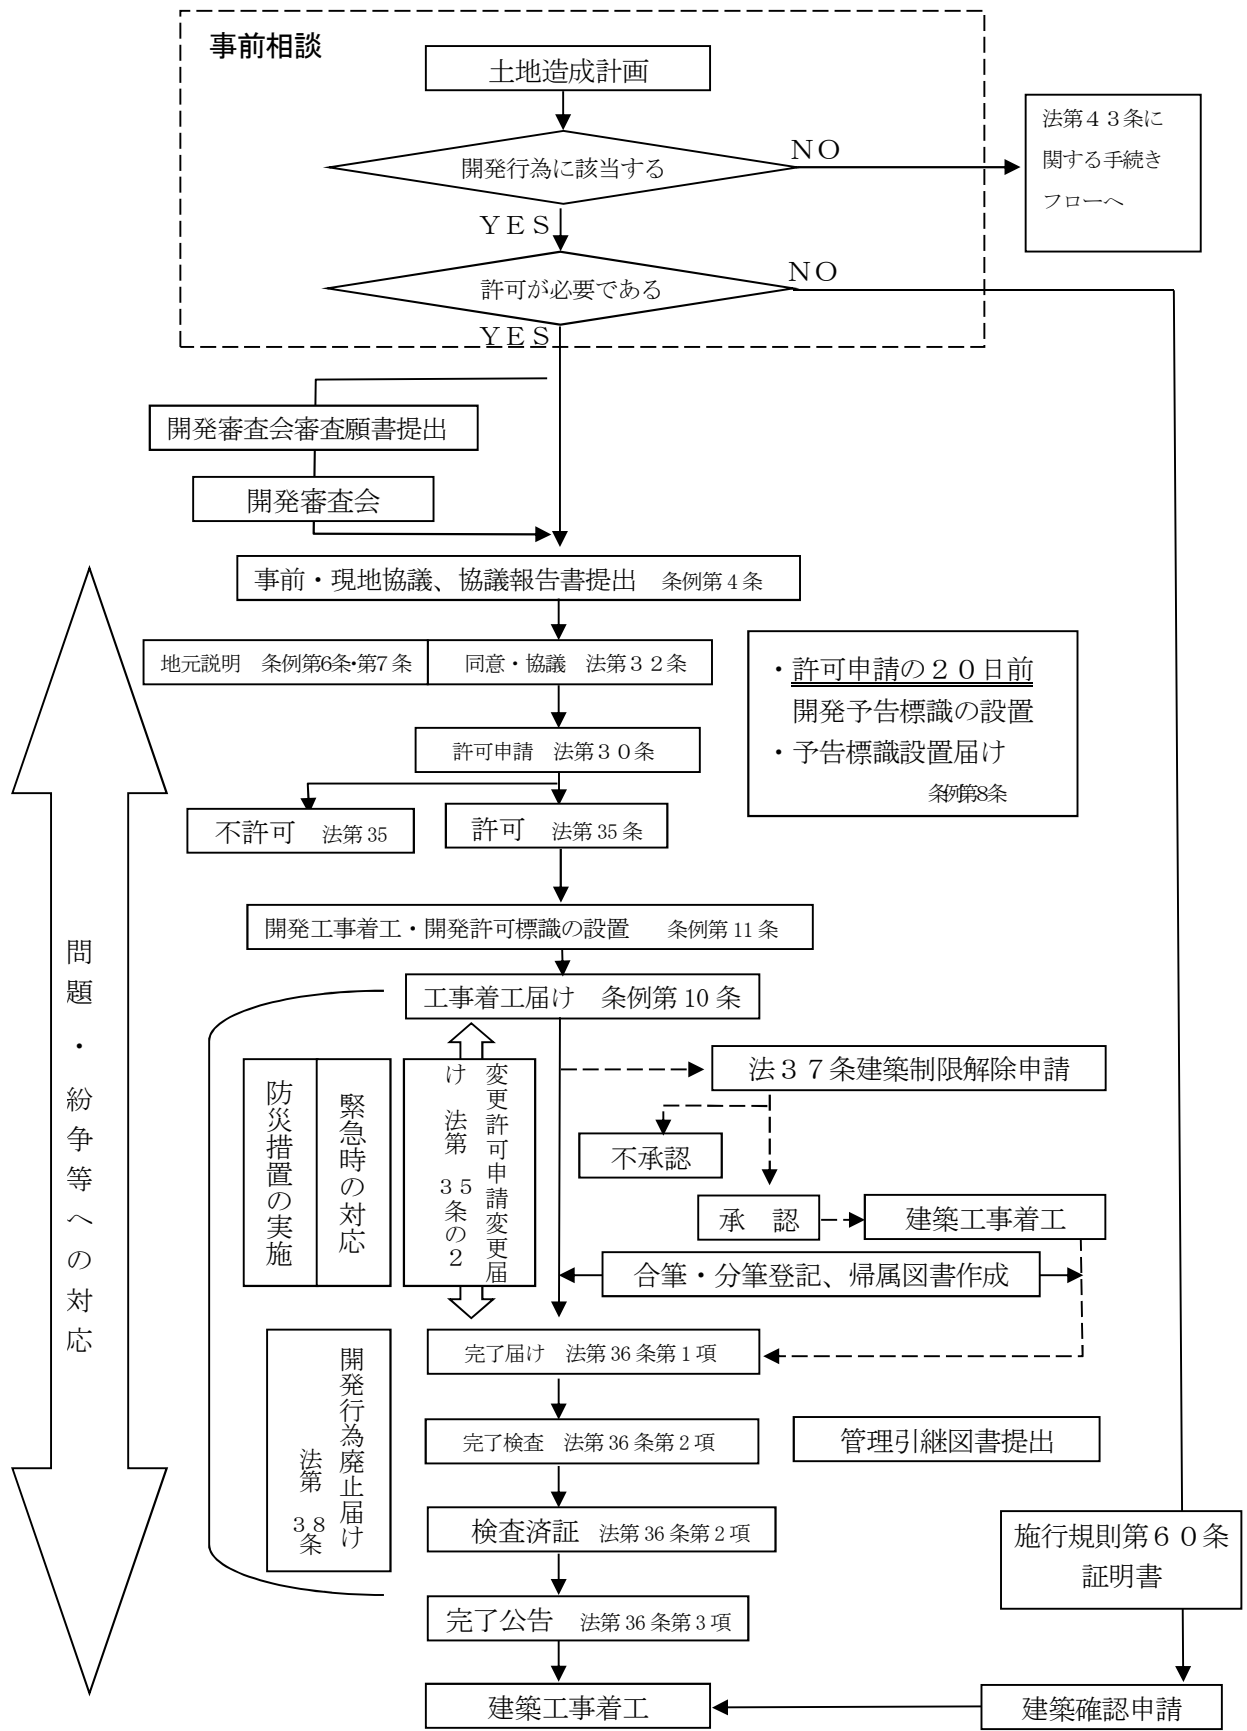 事前相談
土地造成計画
開発行為に該当する
NO
法第４３条に
関する手続き
フローへ
YES
許可が必要である
NO
YES
開発審査会審査願書提出
開発審査会
事前・現地協議、協議報告書提出　条例第4条
地元説明　条例第6条・第7条
同意・協議　法第３２条
・許可申請の２０日前
開発予告標識の設置
・予告標識設置届け
条例第8条
許可申請　法第３０条
不許可　法第35
許可　法第35条
開発工事着工・開発許可標識の設置　条例第11条
工事着工届け　条例第10条
問題・紛争等への対応
防災措置の実施
緊急時の対応
変更許可申請変更届
け　法第35条の2
法３７条建築制限解除申請
不承認
承　認
建築工事着工
合筆・分筆登記、帰属図書作成
開発行為廃止届け
法第38条
完了届け　法第36条第1項
完了検査　法第36条第2項
管理引継図書提出
検査済証　法第36条第2項
施行規則第６０条
証明書
完了公告　法第36条第3項
建築工事着工
建築確認申請